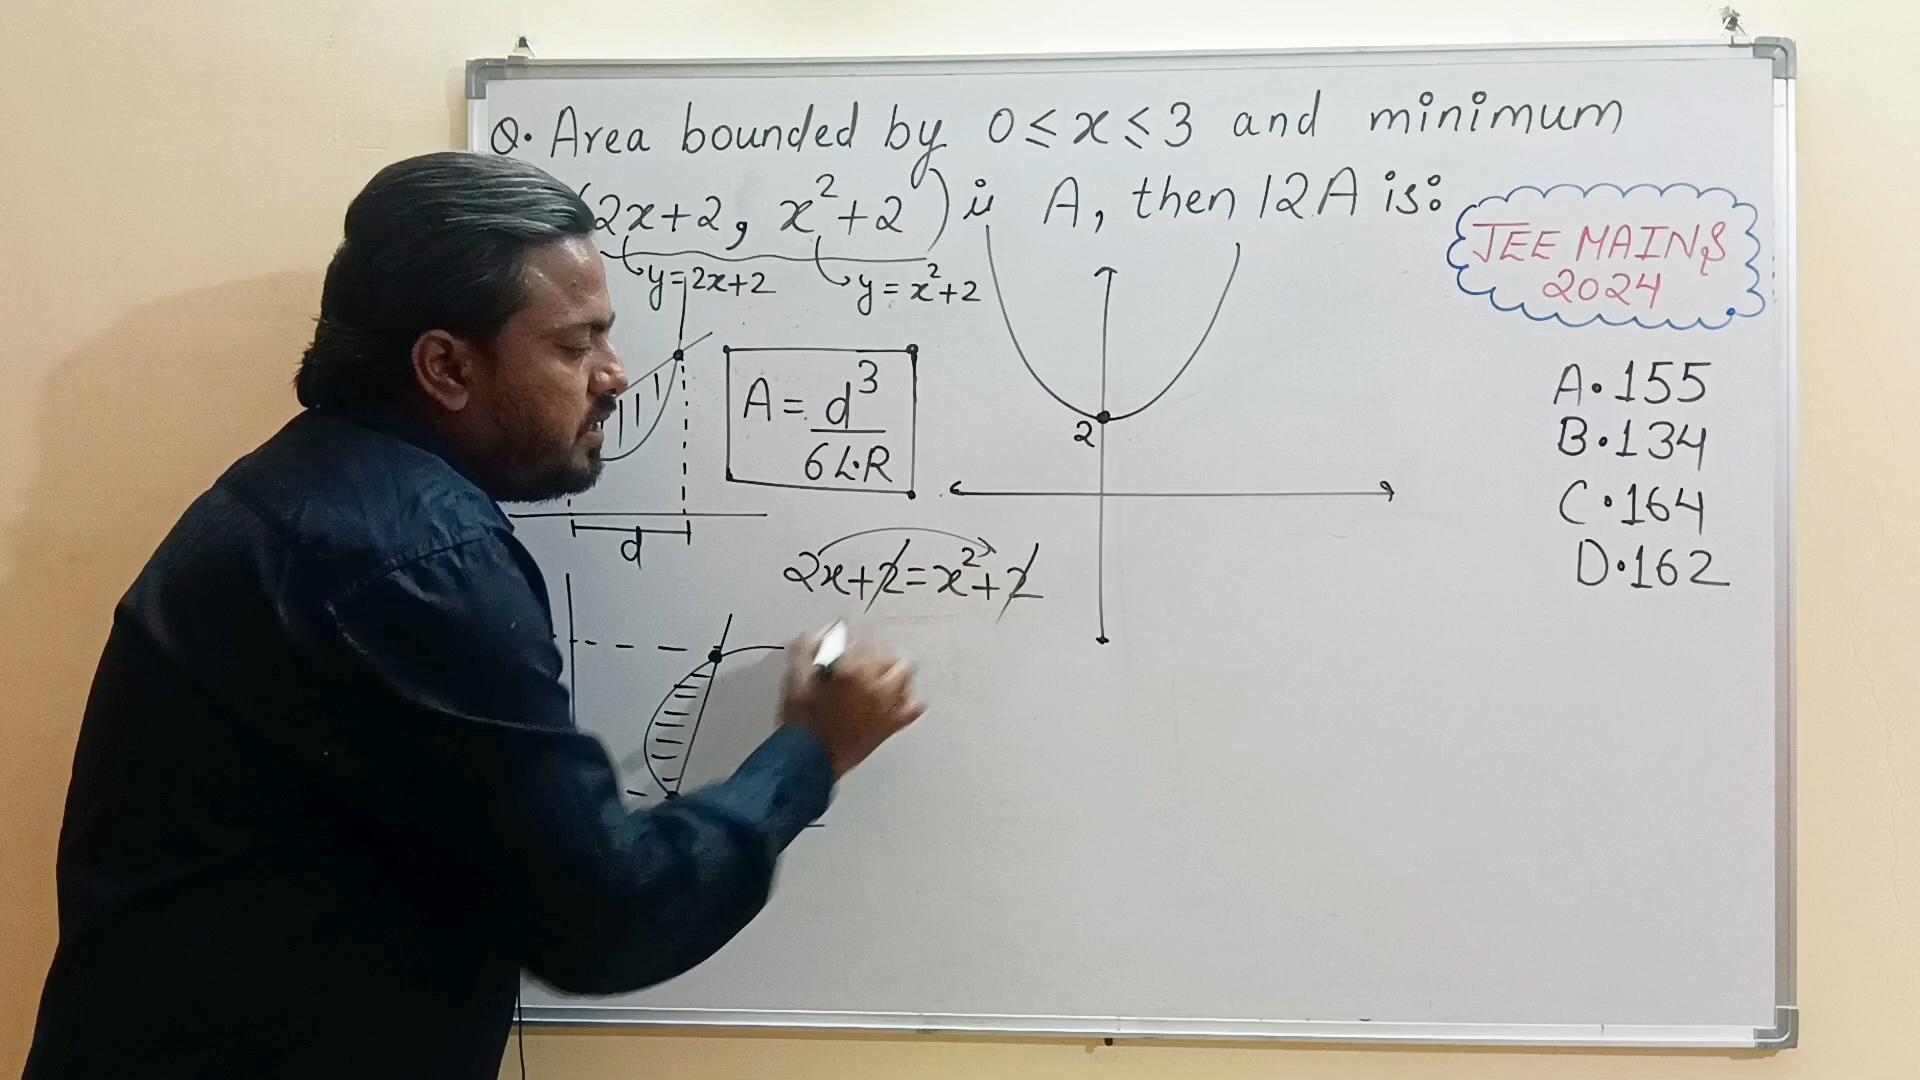 Q. Area bounded by 0 ≤ x ≤ 3 and minimum
(2x+2, x²+2) is A, then 12A is:
y=2x+2
y = x²+2
JEE MAINS
2024
A = d³/6L·R
2
d
2x+2=x²+2
A. 155
B. 134
C. 164
D. 162